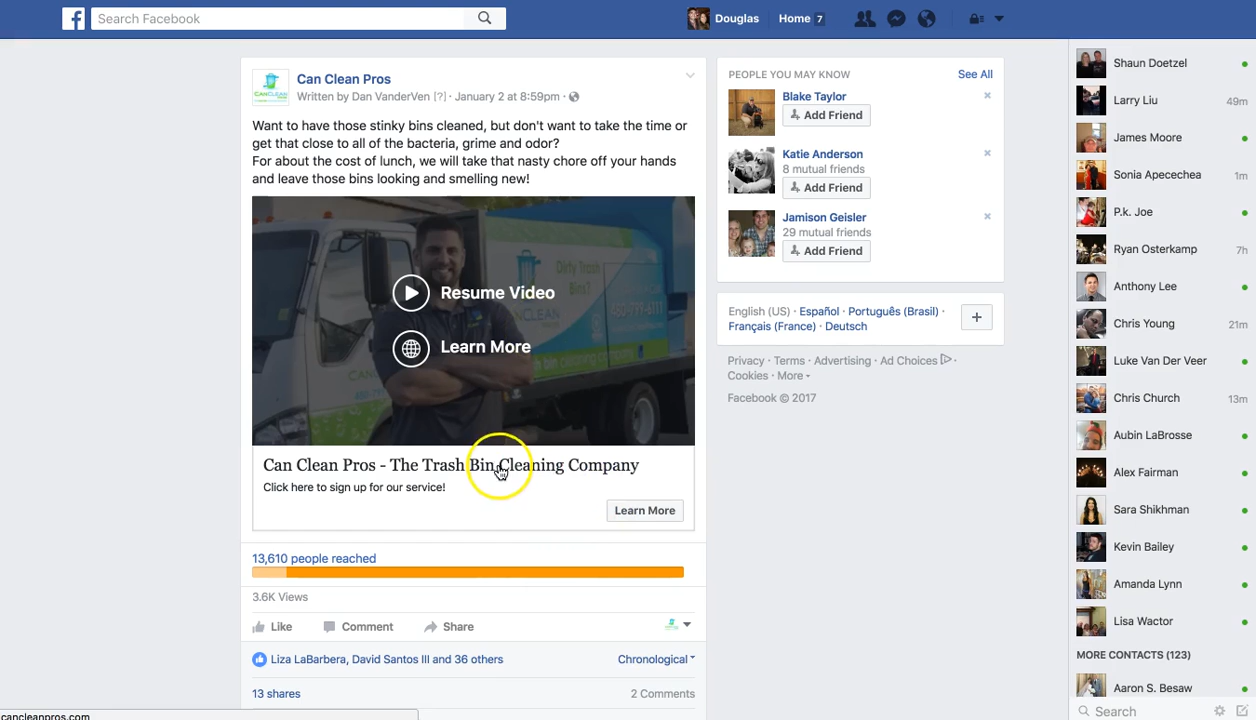 f
Search Facebook
Douglas
Home 7
Can Clean Pros
Written by Dan VanderVen [?] · January 2 at 8:59pm ·
Want to have those stinky bins cleaned, but don't want to take the time or
get that close to all of the bacteria, grime and odor?
For about the cost of lunch, we will take that nasty chore off your hands
and leave those bins looking and smelling new!
Dirty Trash
Bins?
Resume Video
Learn More
Can Clean Pros - The Trash Bin Cleaning Company
Click here to sign up for our service!
Learn More
13,610 people reached
3.6K Views
Like
Comment
Share
Liza LaBarbera, David Santos III and 36 others
Chronological
13 shares
2 Comments
cancleanpros.com
PEOPLE YOU MAY KNOW
See All
Blake Taylor
Add Friend
Katie Anderson
8 mutual friends
Add Friend
Jamison Geisler
29 mutual friends
Add Friend
English (US) · Español · Português (Brasil) ·
Français (France) · Deutsch
Privacy · Terms · Advertising · Ad Choices ·
Cookies · More
Facebook © 2017
Shaun Doetzel
Larry Liu 49m
James Moore
Sonia Apecechea 1m
P.k. Joe
Ryan Osterkamp 7h
Anthony Lee
Chris Young 21m
Luke Van Der Veer
Chris Church 13m
Aubin LaBrosse
Alex Fairman
Sara Shikhman
Kevin Bailey
Amanda Lynn
Lisa Wactor
MORE CONTACTS (123)
Aaron S. Besaw
Search